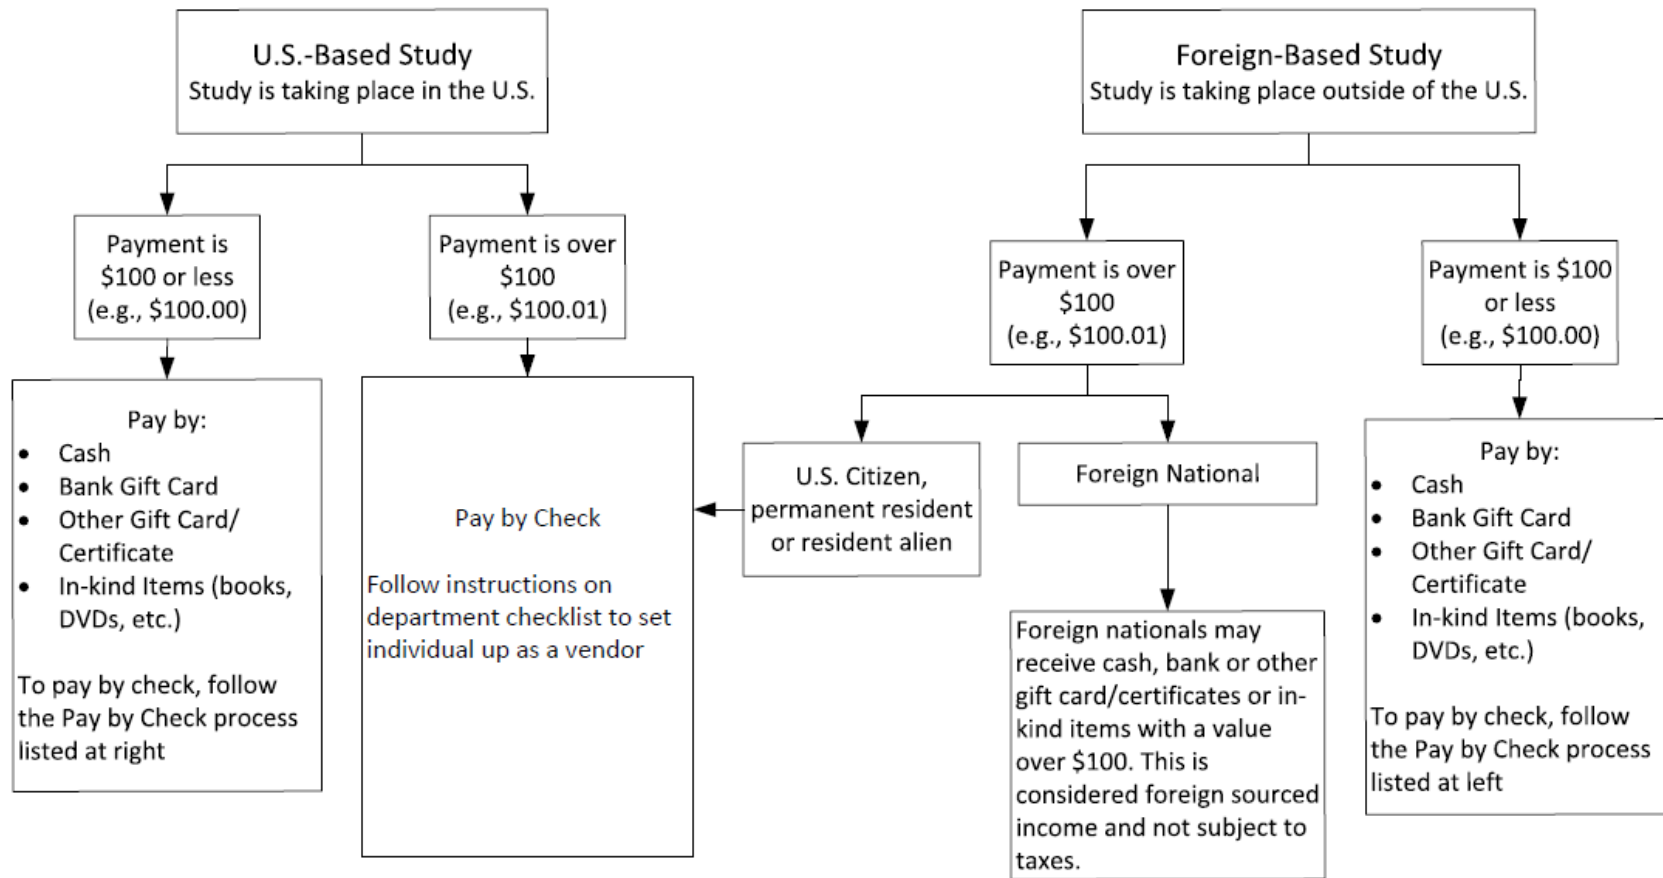 U.S.-Based Study
Study is taking place in the U.S.
Payment is
$100 or less
(e.g., $100.00)
Payment is over
$100
(e.g., $100.01)
Pay by:
• Cash
• Bank Gift Card
• Other Gift Card/
Certificate
• In-kind Items (books,
DVDs, etc.)
To pay by check, follow
the Pay by Check process
listed at right
Pay by Check
Follow instructions on
department checklist to set
individual up as a vendor
Foreign-Based Study
Study is taking place outside of the U.S.
Payment is over
$100
(e.g., $100.01)
Payment is $100
or less
(e.g., $100.00)
U.S. Citizen,
permanent resident
or resident alien
Foreign National
Foreign nationals may
receive cash, bank or other
gift card/certificates or in-
kind items with a value
over $100. This is
considered foreign sourced
income and not subject to
taxes.
Pay by:
• Cash
• Bank Gift Card
• Other Gift Card/
Certificate
• In-kind Items (books,
DVDs, etc.)
To pay by check, follow
the Pay by Check process
listed at left